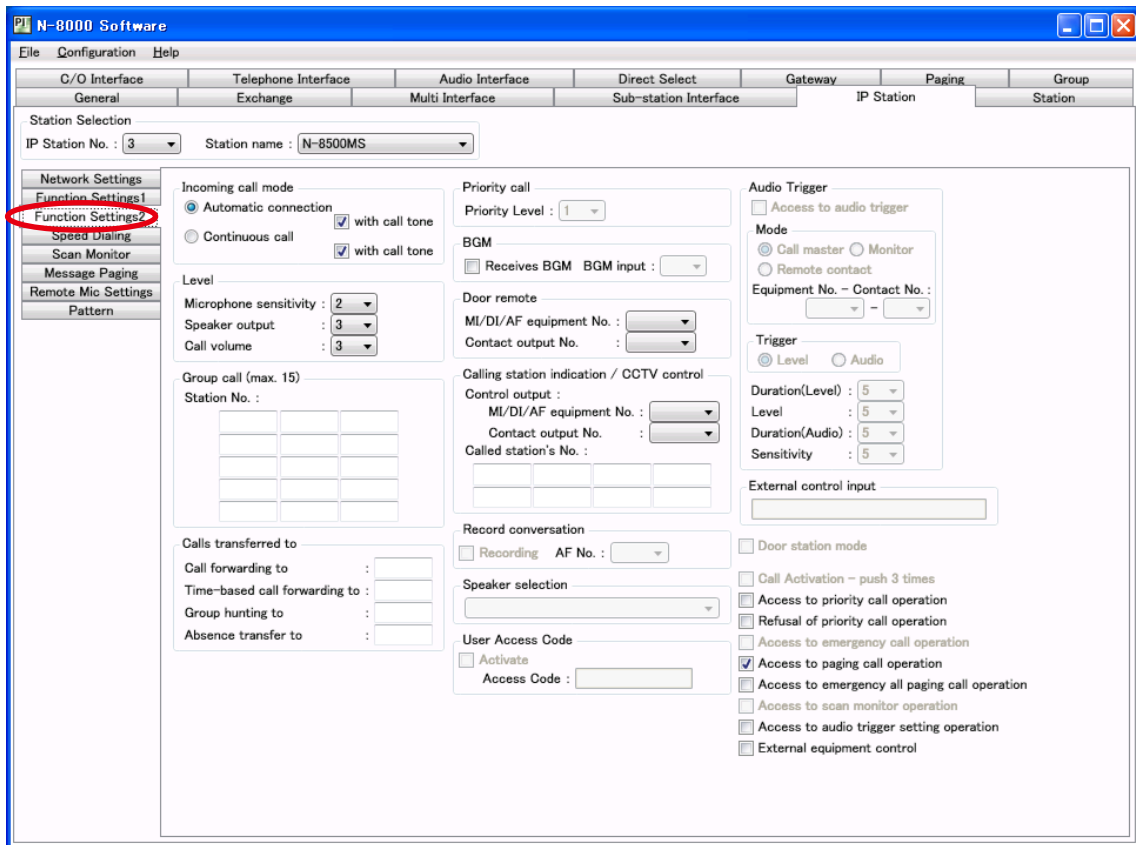 N-8000 Software
File Configuration Help
C/O Interface Telephone Interface Audio Interface Direct Select Gateway Paging Group
General Exchange Multi Interface Sub-station Interface IP Station Station
Station Selection
IP Station No. : 3 Station name : N-8500MS
Network Settings
Function Settings1
Function Settings2
Speed Dialing
Scan Monitor
Message Paging
Remote Mic Settings
Pattern
Incoming call mode
Automatic connection
with call tone
Continuous call
with call tone
Level
Microphone sensitivity : 2
Speaker output : 3
Call volume : 3
Group call (max. 15)
Station No. :
Calls transferred to
Call forwarding to :
Time-based call forwarding to :
Group hunting to :
Absence transfer to :
Priority call
Priority Level : 1
BGM
Receives BGM BGM input :
Door remote
MI/DI/AF equipment No. :
Contact output No. :
Calling station indication / CCTV control
Control output :
MI/DI/AF equipment No. :
Contact output No. :
Called station's No. :
Record conversation
Recording AF No. :
Speaker selection
User Access Code
Activate
Access Code :
Audio Trigger
Access to audio trigger
Mode
Call master Monitor
Remote contact
Equipment No. - Contact No. :
-
Trigger
Level Audio
Duration(Level) : 5
Level : 5
Duration(Audio) : 5
Sensitivity : 5
External control input
Door station mode
Call Activation - push 3 times
Access to priority call operation
Refusal of priority call operation
Access to emergency call operation
Access to paging call operation
Access to emergency all paging call operation
Access to scan monitor operation
Access to audio trigger setting operation
External equipment control